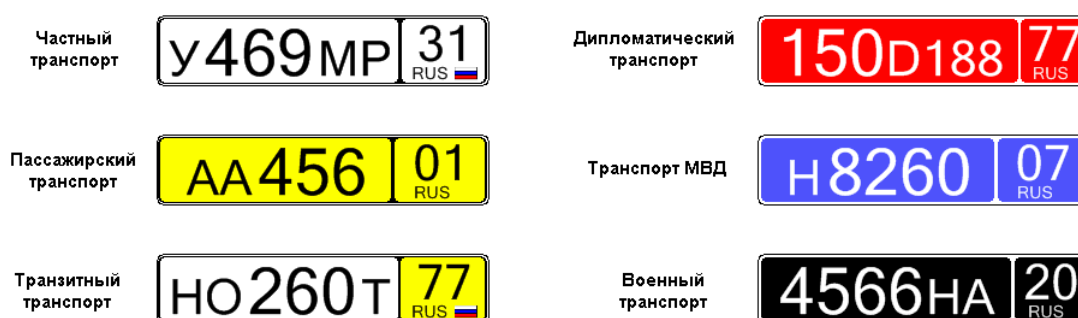 Частный
транспорт
У469МР 31
RUS
Дипломатический
транспорт
150D188 77
RUS
Пассажирский
транспорт
АА456 01
RUS
Транспорт МВД
Н8260 07
RUS
Транзитный
транспорт
НО260Т 77
RUS
Военный
транспорт
4566НА 20
RUS